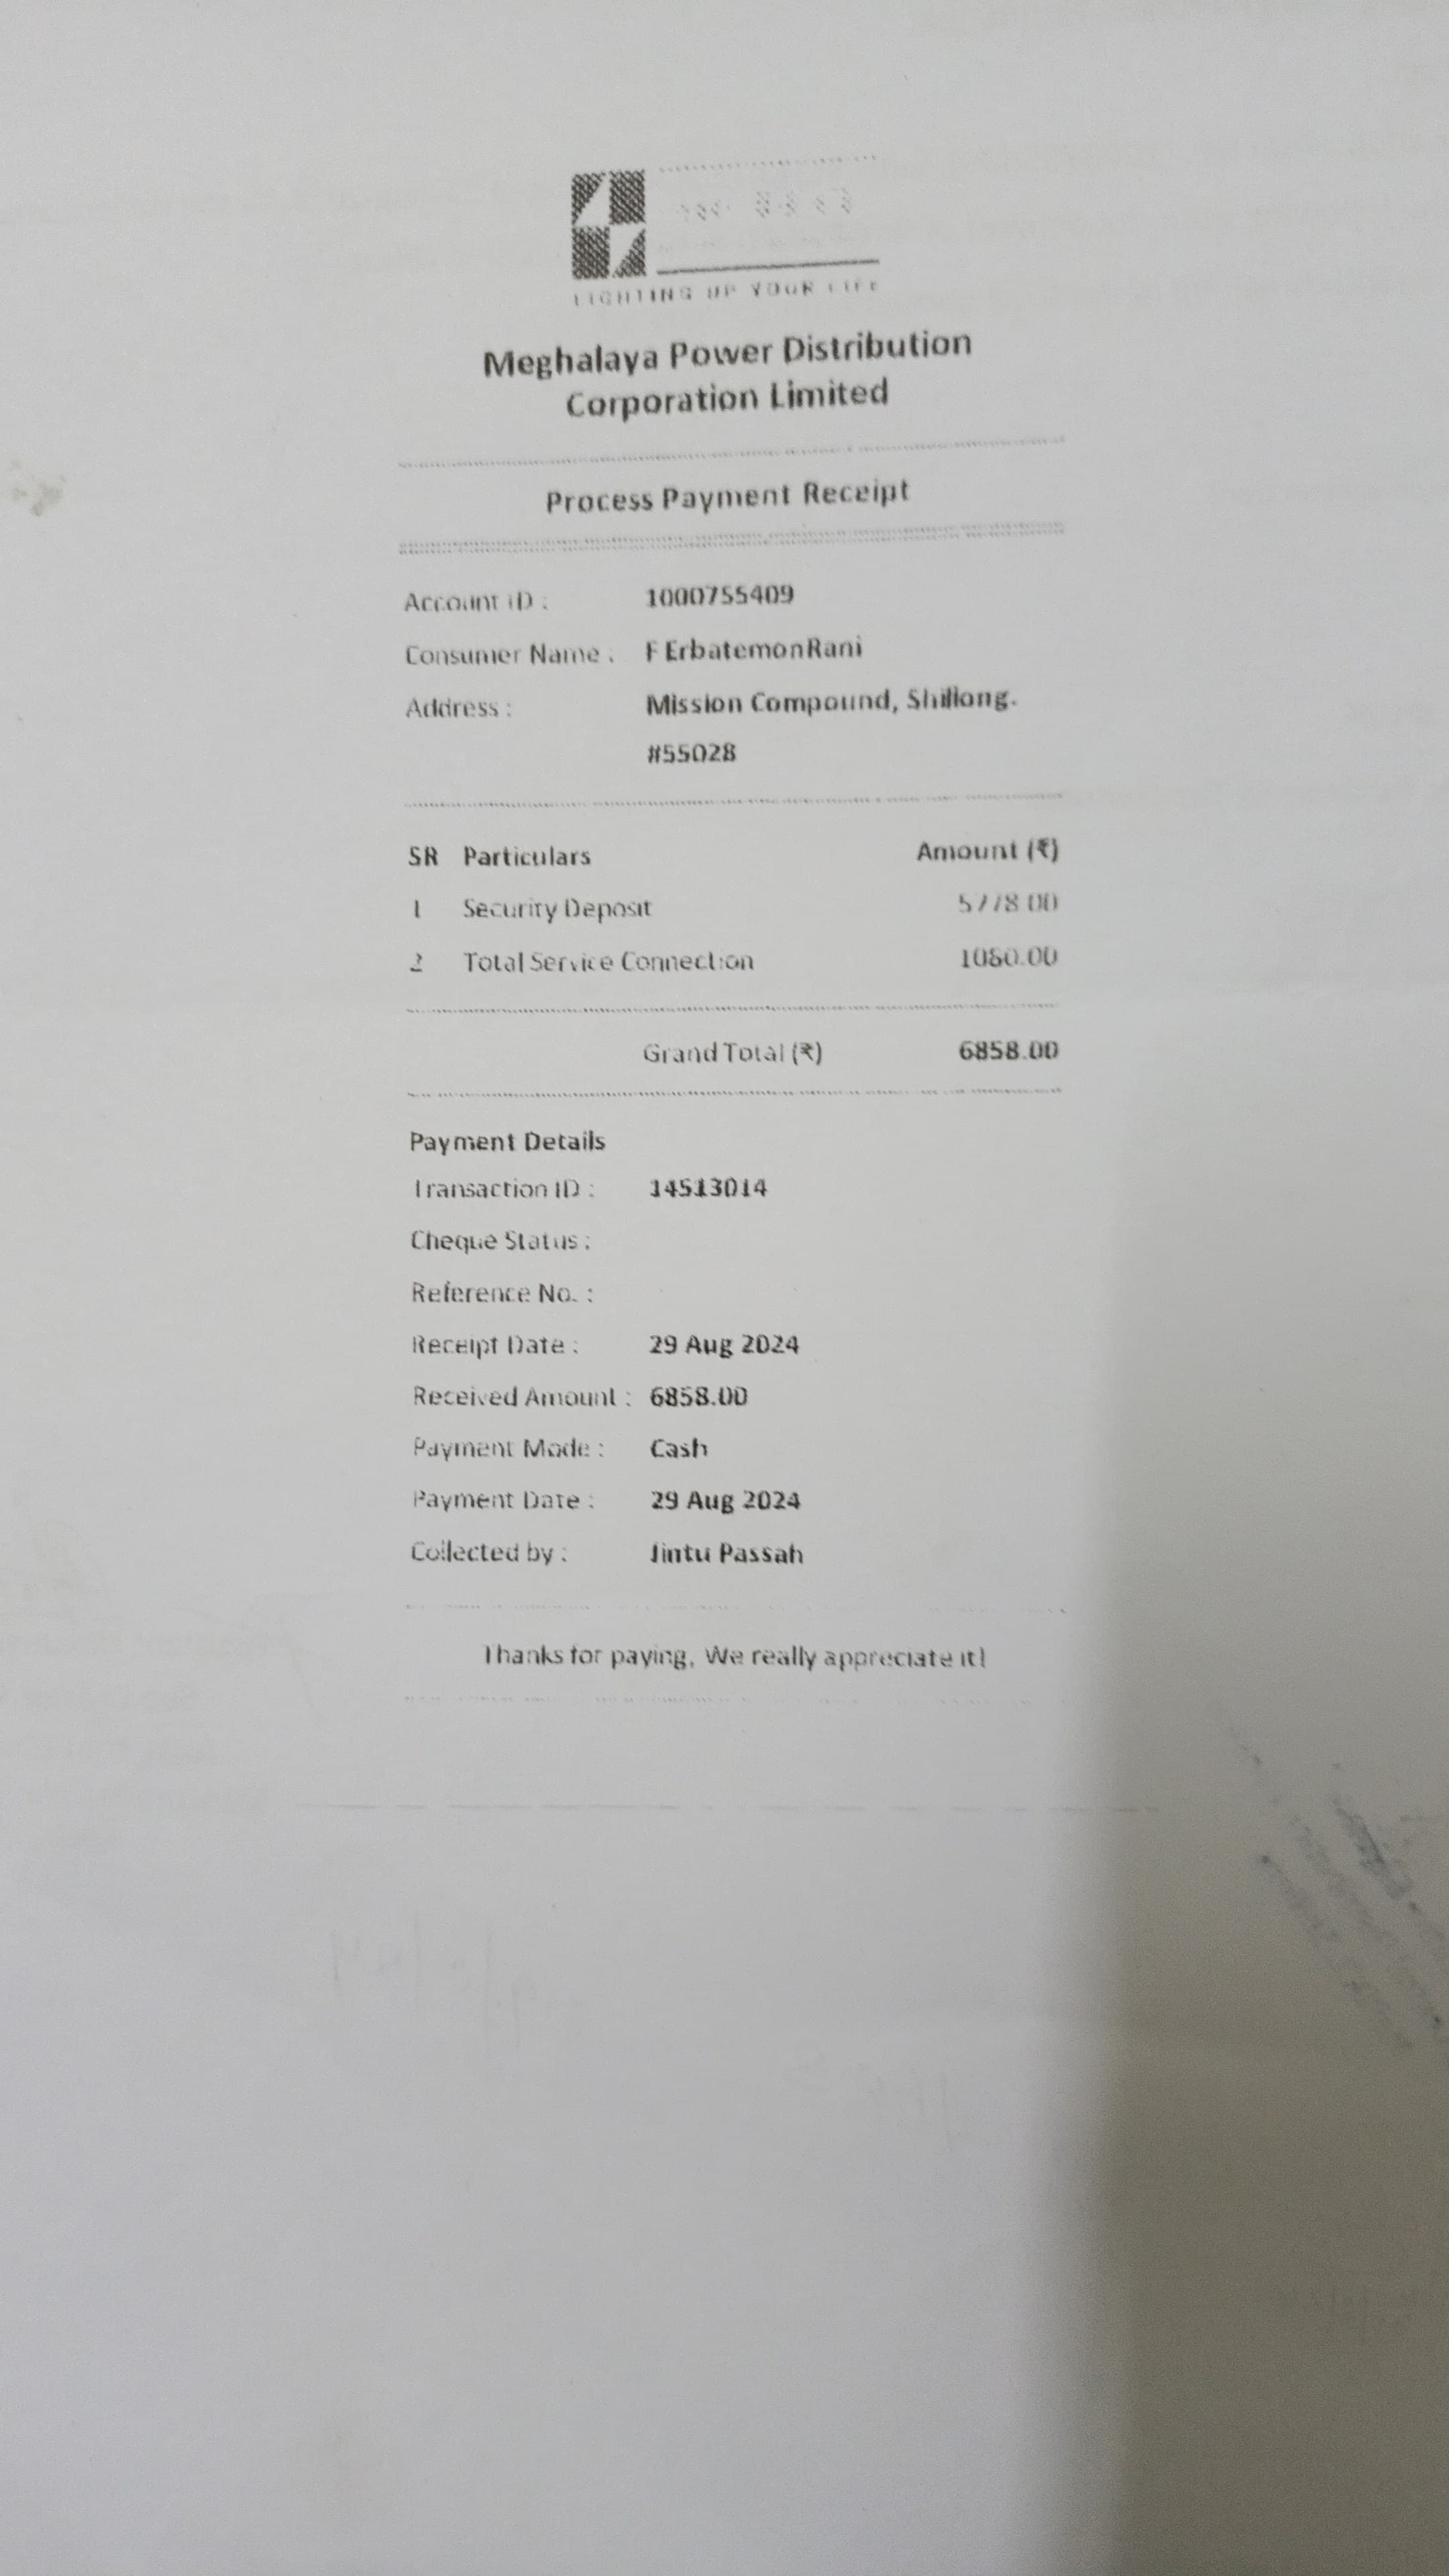 LIGHTING UP YOUR LIFE
Meghalaya Power Distribution
Corporation Limited
Process Payment Receipt
Account ID : 1000755409
Consumer Name : F ErbatemonRani
Address : Mission Compound, Shillong.
#55028
SR Particulars Amount (₹)
1 Security Deposit 5778.00
2 Total Service Connection 1080.00
Grand Total (₹) 6858.00
Payment Details
Transaction ID : 14513014
Cheque Status :
Reference No. :
Receipt Date : 29 Aug 2024
Received Amount : 6858.00
Payment Mode : Cash
Payment Date : 29 Aug 2024
Collected by : Jintu Passah
Thanks for paying, We really appreciate it!